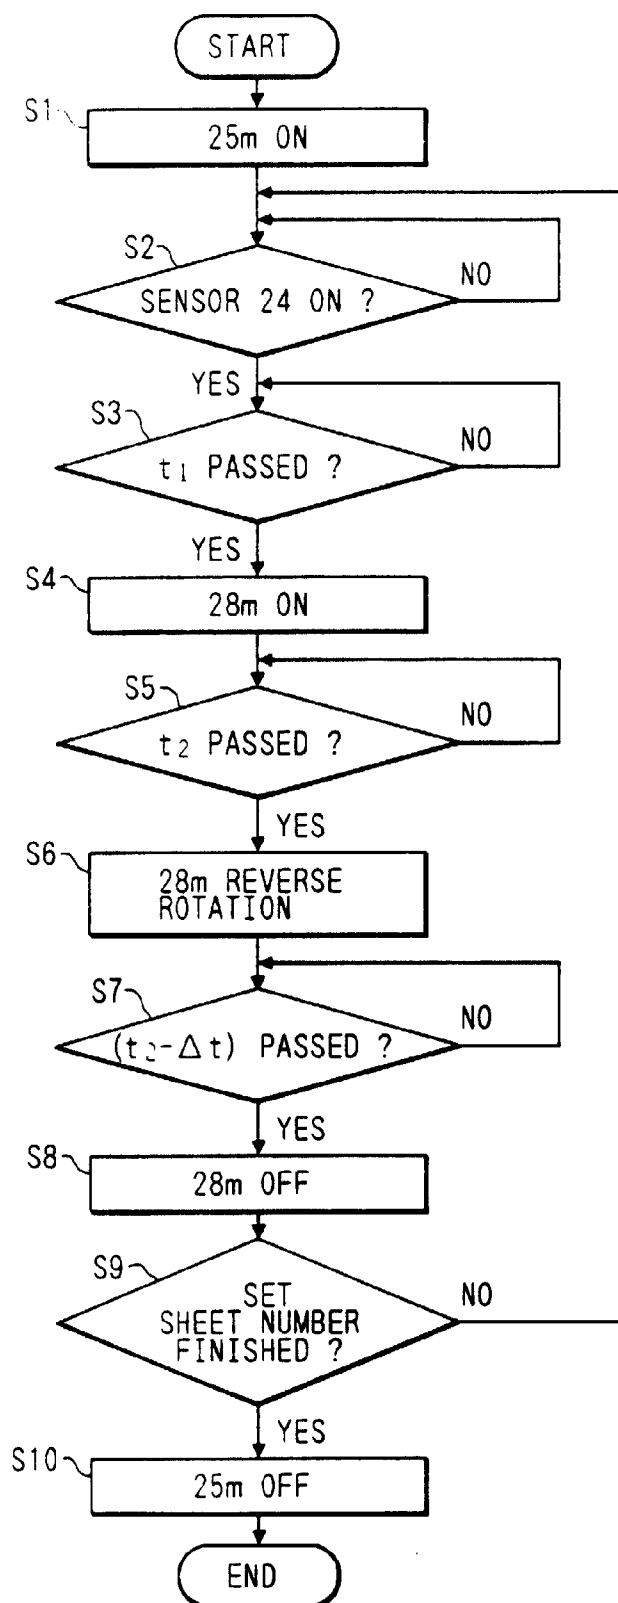 START
S1
25m ON
S2
SENSOR 24 ON ?
NO
YES
S3
t1 PASSED ?
NO
YES
S4
28m ON
S5
t2 PASSED ?
NO
YES
S6
28m REVERSE
ROTATION
S7
(t2-Δt) PASSED ?
NO
YES
S8
28m OFF
S9
SET
SHEET NUMBER
FINISHED ?
NO
YES
S10
25m OFF
END